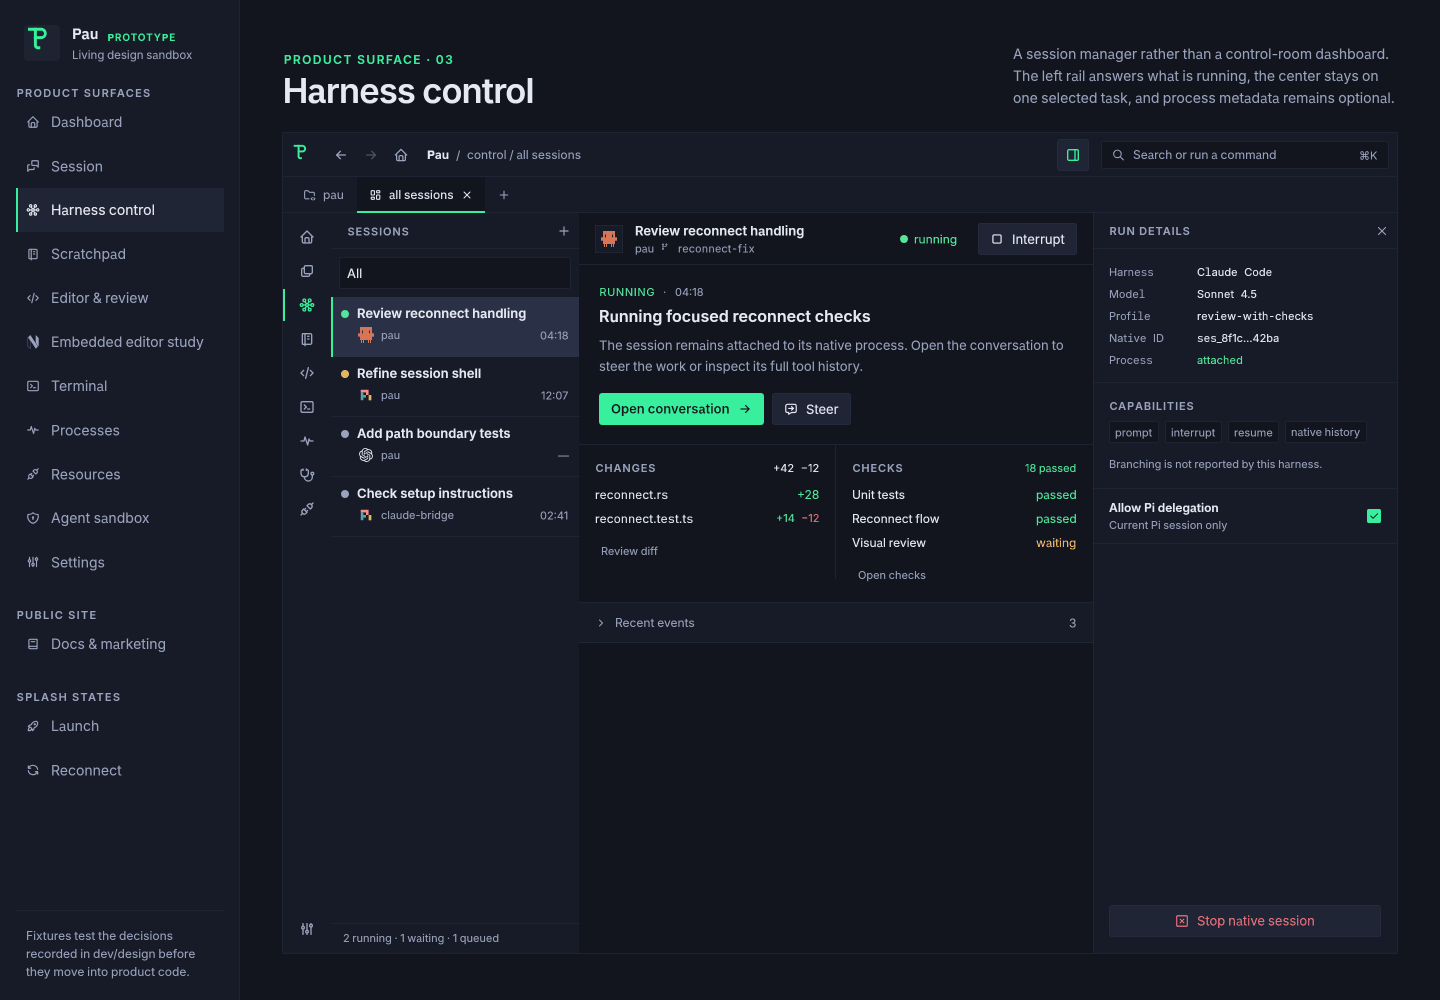 Pau PROTOTYPE
Living design sandbox
PRODUCT SURFACES
Dashboard
Session
Harness control
Scratchpad
Editor & review
Embedded editor study
Terminal
Processes
Resources
Agent sandbox
Settings
PUBLIC SITE
Docs & marketing
SPLASH STATES
Launch
Reconnect
Fixtures test the decisions
recorded in dev/design before
they move into product code.
PRODUCT SURFACE · 03
Harness control
A session manager rather than a control-room dashboard.
The left rail answers what is running, the center stays on
one selected task, and process metadata remains optional.
Pau / control / all sessions
Search or run a command ⌘K
pau
all sessions
SESSIONS
All
Review reconnect handling
pau 04:18
Refine session shell
pau 12:07
Add path boundary tests
pau —
Check setup instructions
claude-bridge 02:41
2 running · 1 waiting · 1 queued
Review reconnect handling
pau reconnect-fix
running
Interrupt
RUNNING · 04:18
Running focused reconnect checks
The session remains attached to its native process. Open the conversation to
steer the work or inspect its full tool history.
Open conversation →
Steer
CHANGES +42 −12
reconnect.rs +28
reconnect.test.ts +14 −12
Review diff
CHECKS 18 passed
Unit tests passed
Reconnect flow passed
Visual review waiting
Open checks
Recent events 3
RUN DETAILS
Harness Claude Code
Model Sonnet 4.5
Profile review-with-checks
Native ID ses_8f1c…42ba
Process attached
CAPABILITIES
prompt interrupt resume native history
Branching is not reported by this harness.
Allow Pi delegation
Current Pi session only
Stop native session